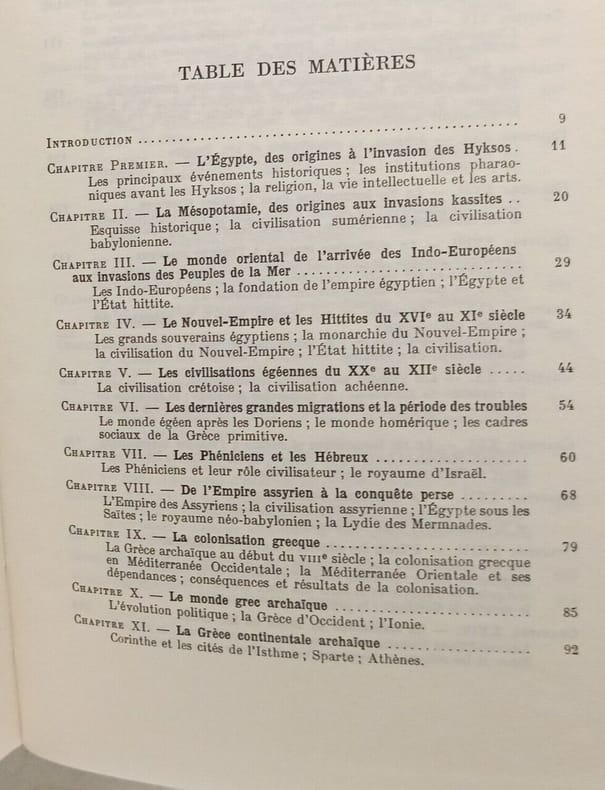 TABLE DES MATIÈRES
INTRODUCTION ........................................ 9
CHAPITRE PREMIER. — L'Égypte, des origines à l'invasion des Hyksos . 11
Les principaux événements historiques ; les institutions pharao-
niques avant les Hyksos ; la religion, la vie intellectuelle et les arts.
CHAPITRE II. — La Mésopotamie, des origines aux invasions kassites . . 20
Esquisse historique ; la civilisation sumérienne ; la civilisation
babylonienne.
CHAPITRE III. — Le monde oriental de l'arrivée des Indo-Européens
aux invasions des Peuples de la Mer .............................. 29
Les Indo-Européens ; la fondation de l'empire égyptien ; l'Égypte et
l'État hittite.
CHAPITRE IV. — Le Nouvel-Empire et les Hittites du XVIe au XIe siècle 34
Les grands souverains égyptiens ; la monarchie du Nouvel-Empire ;
la civilisation du Nouvel-Empire ; l'État hittite ; la civilisation.
CHAPITRE V. — Les civilisations égéennes du XXe au XIIe siècle ..... 44
La civilisation crétoise ; la civilisation achéenne.
CHAPITRE VI. — Les dernières grandes migrations et la période des troubles 54
Le monde égéen après les Doriens ; le monde homérique ; les cadres
sociaux de la Grèce primitive.
CHAPITRE VII. — Les Phéniciens et les Hébreux .................... 60
Les Phéniciens et leur rôle civilisateur ; le royaume d'Israël.
CHAPITRE VIII. — De l'Empire assyrien à la conquête perse ......... 68
L'Empire des Assyriens ; la civilisation assyrienne ; l'Égypte sous les
Saïtes ; le royaume néo-babylonien ; la Lydie des Mermnades.
CHAPITRE IX. — La colonisation grecque ........................... 79
La Grèce archaïque au début du VIIIe siècle ; la colonisation grecque
en Méditerranée Occidentale ; la Méditerranée Orientale et ses
dépendances ; conséquences et résultats de la colonisation.
CHAPITRE X. — Le monde grec archaïque .......................... 85
L'évolution politique ; la Grèce d'Occident ; l'Ionie.
CHAPITRE XI. — La Grèce continentale archaïque .................... 92
Corinthe et les cités de l'Isthme ; Sparte ; Athènes.